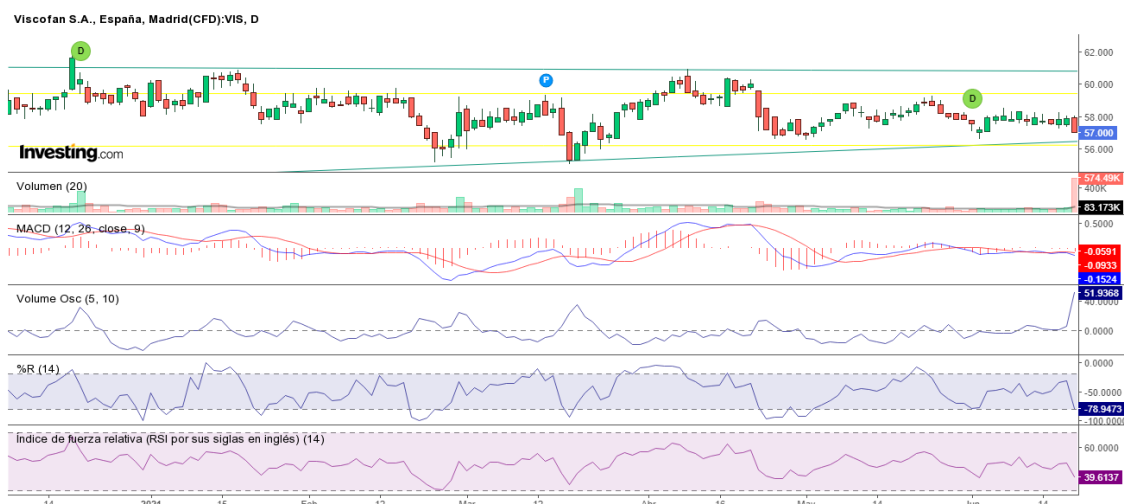 Viscofan S.A., España, Madrid(CFD):VIS, D
D
P
D
62.000
60.000
58.000
57.000
56.000
Investing.com
Volumen (20)
574.49K
400K
83.173K
MACD (12, 26, close, 9)
0.5000
-0.0591
-0.0933
-0.1524
Volume Osc (5, 10)
51.9368
40.0000
0.0000
%R (14)
0.0000
-50.0000
-78.9473
-100.0000
Índice de fuerza relativa (RSI por sus siglas en inglés) (14)
60.0000
39.6137
14 2021 15 Feb 12 Mar 12 Abr 16 May 14 Jun 14